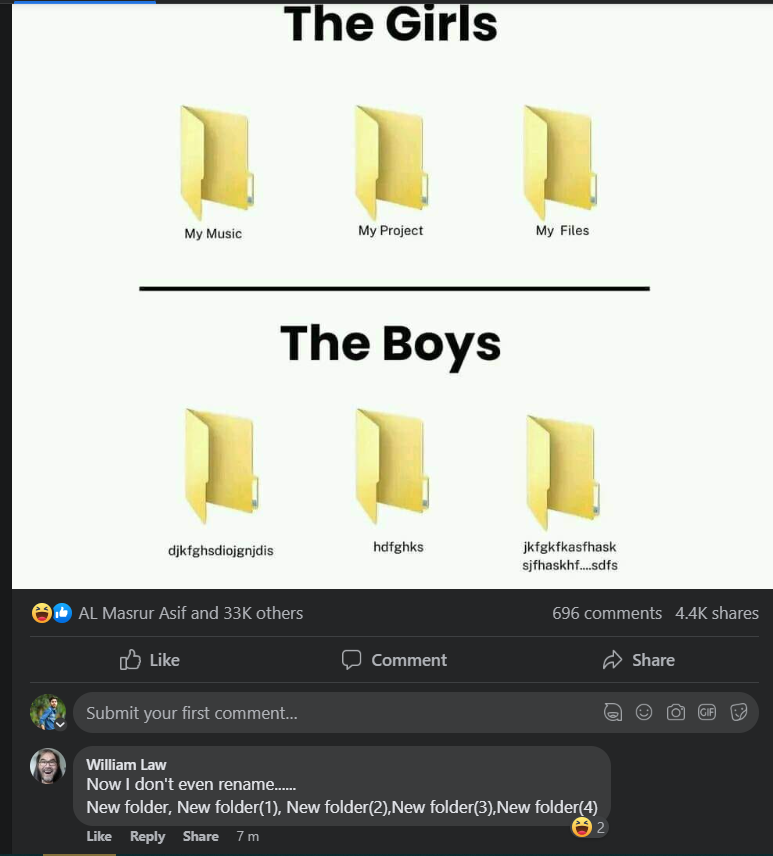 The Girls
My Music
My Project
My Files
The Boys
djkfghsdiojgnjdis
hdfghks
jkfgkfkasfhask
sjfhaskhf....sdfs
AL Masrur Asif and 33K others
696 comments 4.4K shares
Like
Comment
Share
Submit your first comment...
GIF
William Law
Now I don't even rename......
New folder, New folder(1), New folder(2),New folder(3),New folder(4)
Like Reply Share 7 m
2